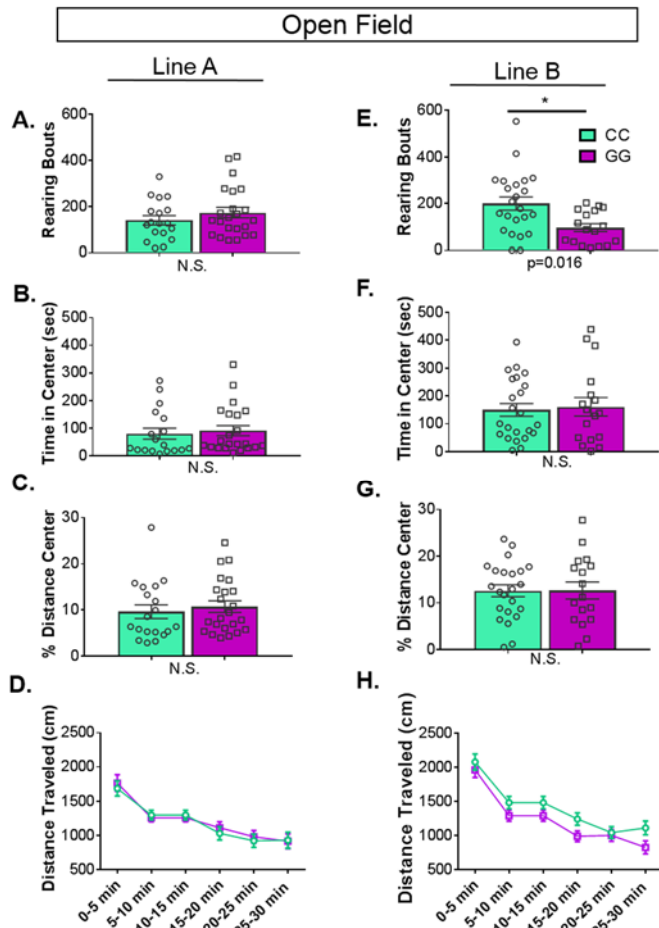 Open Field
Line A
Line B
A.
Rearing Bouts
600
400
200
0
N.S.
E.
Rearing Bouts
600
400
200
0
*
CC
GG
p=0.016
B.
Time in Center (sec)
500
400
300
200
100
0
N.S.
F.
Time in Center (sec)
500
400
300
200
100
0
N.S.
C.
% Distance Center
30
20
10
0
N.S.
G.
% Distance Center
30
20
10
0
N.S.
D.
Distance Traveled (cm)
2500
2000
1500
1000
500
0-5 min
5-10 min
10-15 min
15-20 min
20-25 min
25-30 min
H.
Distance Traveled (cm)
2500
2000
1500
1000
500
0-5 min
5-10 min
10-15 min
15-20 min
20-25 min
25-30 min